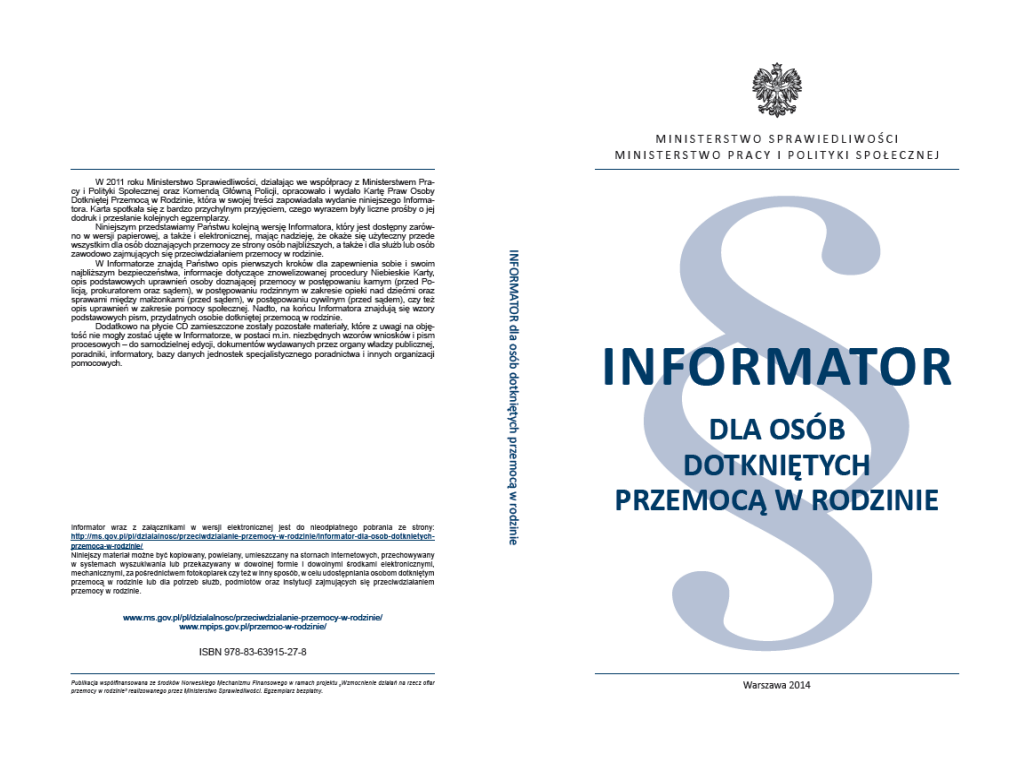 W 2011 roku Ministerstwo Sprawiedliwości, działając we współpracy z Ministerstwem Pra-
cy i Polityki Społecznej oraz Komendą Główną Policji, opracowało i wydało Kartę Praw Osoby
Dotkniętej Przemocą w Rodzinie, która w swojej treści zapowiadała wydanie niniejszego Informa-
tora. Karta spotkała się z bardzo przychylnym przyjęciem, czego wyrazem były liczne prośby o jej
dodruk i przesłanie kolejnych egzemplarzy.
Niniejszym przedstawiamy Państwu kolejną wersję Informatora, który jest dostępny zarów-
no w wersji papierowej, a także i elektronicznej, mając nadzieję, że okaże się użyteczny przede
wszystkim dla osób doznających przemocy ze strony osób najbliższych, a także i dla służb lub osób
zawodowo zajmujących się przeciwdziałaniem przemocy w rodzinie.
W Informatorze znajdą Państwo opis pierwszych kroków dla zapewnienia sobie i swoim
najbliższym bezpieczeństwa, informacje dotyczące znowelizowanej procedury Niebieskie Karty,
opis podstawowych uprawnień osoby doznającej przemocy w postępowaniu karnym (przed Po-
licją, prokuratorem oraz sądem), w postępowaniu rodzinnym w zakresie opieki nad dziećmi oraz
sprawami między małżonkami (przed sądem), w postępowaniu cywilnym (przed sądem), czy też
opis uprawnień w zakresie pomocy społecznej. Nadto, na końcu Informatora znajdują się wzory
podstawowych pism, przydatnych osobie dotkniętej przemocą w rodzinie.
Dodatkowo na płycie CD zamieszczone zostały pozostałe materiały, które z uwagi na obję-
tość nie mogły zostać ujęte w Informatorze, w postaci m.in. niezbędnych wzorów wniosków i pism
procesowych – do samodzielnej edycji, dokumentów wydawanych przez organy władzy publicznej,
poradniki, informatory, bazy danych jednostek specjalistycznego poradnictwa i innych organizacji
pomocowych.
Informator wraz z załącznikami w wersji elektronicznej jest do nieodpłatnego pobrania ze strony:
http://ms.gov.pl/pl/dzialalnosc/przeciwdzialanie-przemocy-w-rodzinie/informator-dla-osob-dotknietych-
przemoca-w-rodzinie/
Niniejszy materiał możne być kopiowany, powielany, umieszczany na stornach internetowych, przechowywany
w systemach wyszukiwania lub przekazywany w dowolnej formie i dowolnymi środkami elektronicznymi,
mechanicznymi, za pośrednictwem fotokopiarek czy też w inny sposób, w celu udostępniania osobom dotkniętym
przemocą w rodzinie lub dla potrzeb służb, podmiotów oraz instytucji zajmujących się przeciwdziałaniem
przemocy w rodzinie.
www.ms.gov.pl/pl/dzialalnosc/przeciwdzialanie-przemocy-w-rodzinie/
www.mpips.gov.pl/przemoc-w-rodzinie/
ISBN 978-83-63915-27-8
Publikacja współfinansowana ze środków Norweskiego Mechanizmu Finansowego w ramach projektu „Wzmocnienie działań na rzecz ofiar
przemocy w rodzinie" realizowanego przez Ministerstwo Sprawiedliwości. Egzemplarz bezpłatny.
INFORMATOR dla osób dotkniętych przemocą w rodzinie
MINISTERSTWO SPRAWIEDLIWOŚCI
MINISTERSTWO PRACY I POLITYKI SPOŁECZNEJ
§
INFORMATOR
DLA OSÓB
DOTKNIĘTYCH
PRZEMOCĄ W RODZINIE
Warszawa 2014